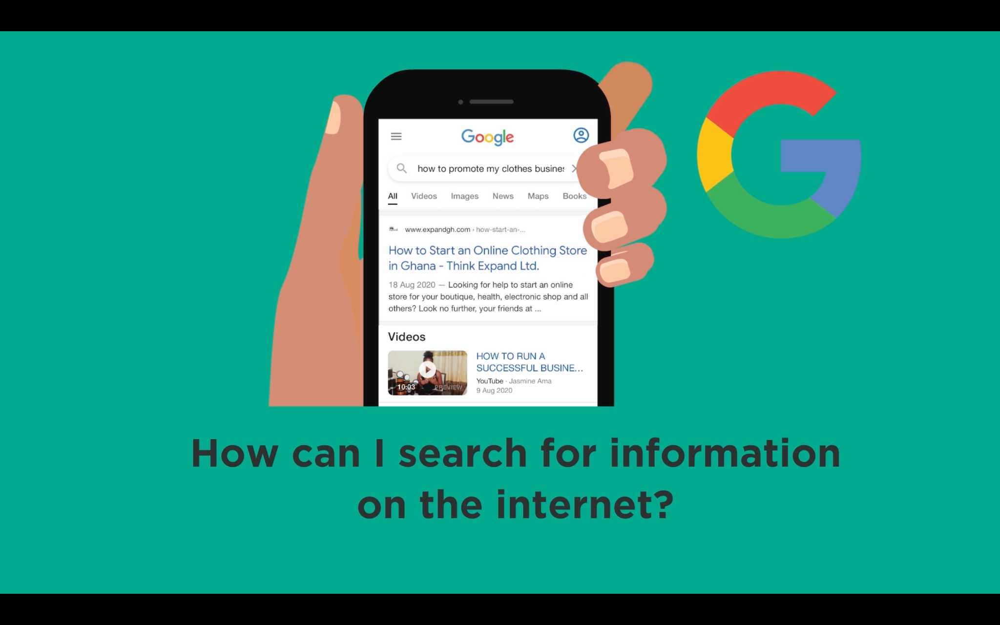 Google
how to promote my clothes busines
All Videos Images News Maps Books
www.expandgh.com › how-start-an-...
How to Start an Online Clothing Store
in Ghana - Think Expand Ltd.
18 Aug 2020 — Looking for help to start an online
store for your boutique, health, electronic shop and all
others? Look no further, your friends at ...
Videos
HOW TO RUN A
SUCCESSFUL BUSINE...
YouTube · Jasmine Ama
9 Aug 2020
10:03 PREVIEW
G
How can I search for information
on the internet?